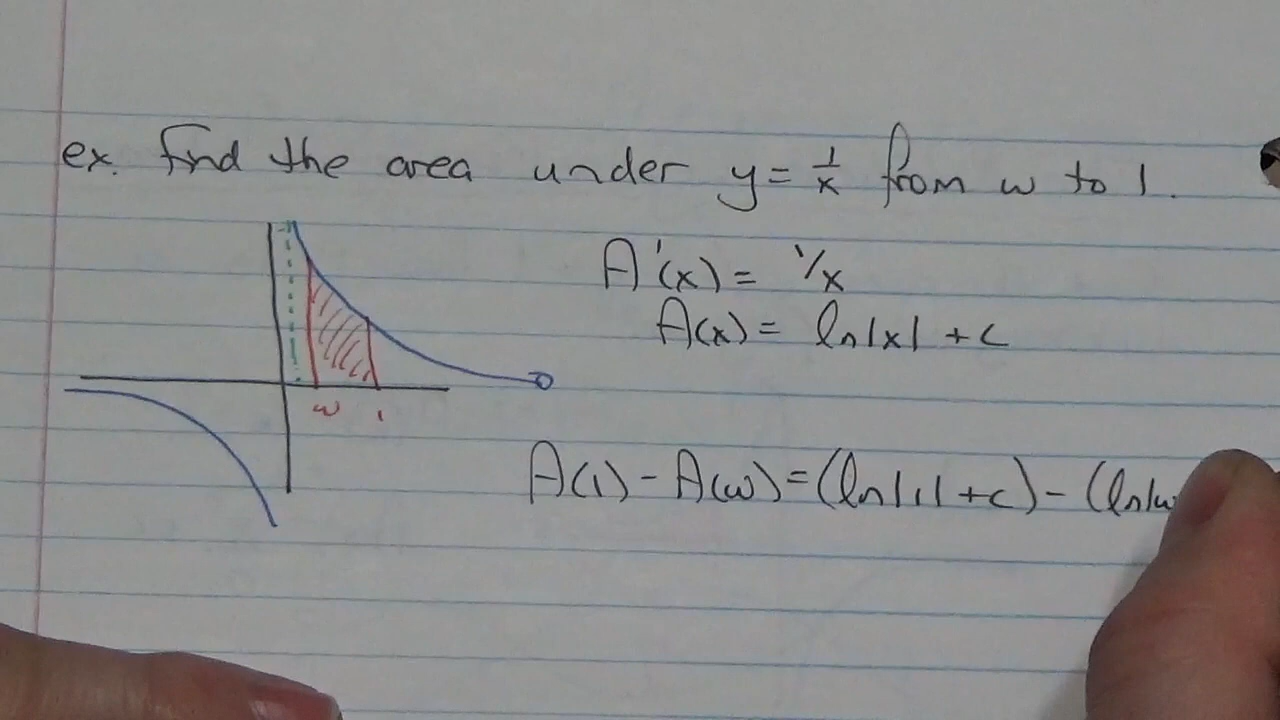 ex. Find the area under y = 1/x from w to 1.
A'(x) = 1/x
A(x) = ln|x| + c
w 1
A(1) - A(w) = (ln|1| + c) - (ln|w